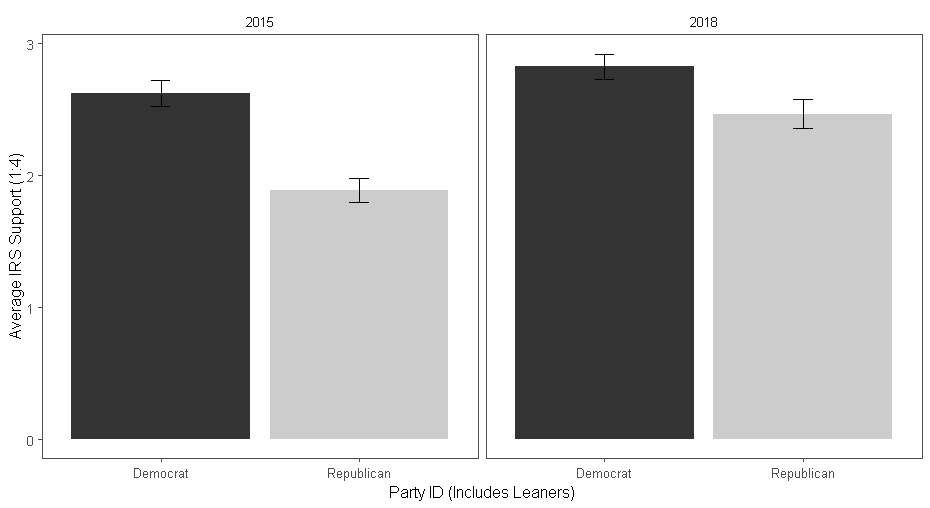 2015 2018
3
2
1
0
Average IRS Support (1:4)
Democrat Republican Democrat Republican
Party ID (Includes Leaners)